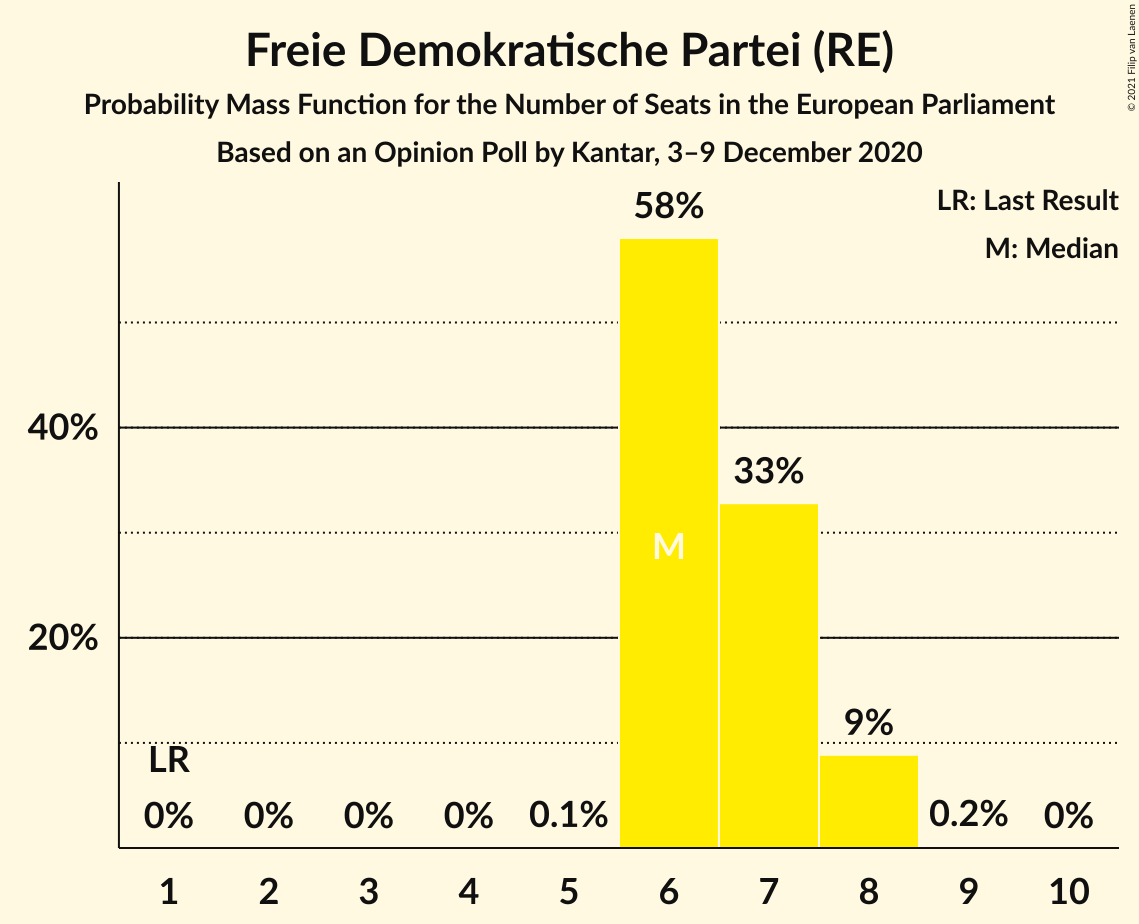 Freie Demokratische Partei (RE)
Probability Mass Function for the Number of Seats in the European Parliament
Based on an Opinion Poll by Kantar, 3–9 December 2020
© 2021 Filip van Laenen
LR: Last Result
M: Median
58%
40%
33%
M
20%
9%
LR
0% 0% 0% 0% 0.1% 0.2% 0%
1 2 3 4 5 6 7 8 9 10